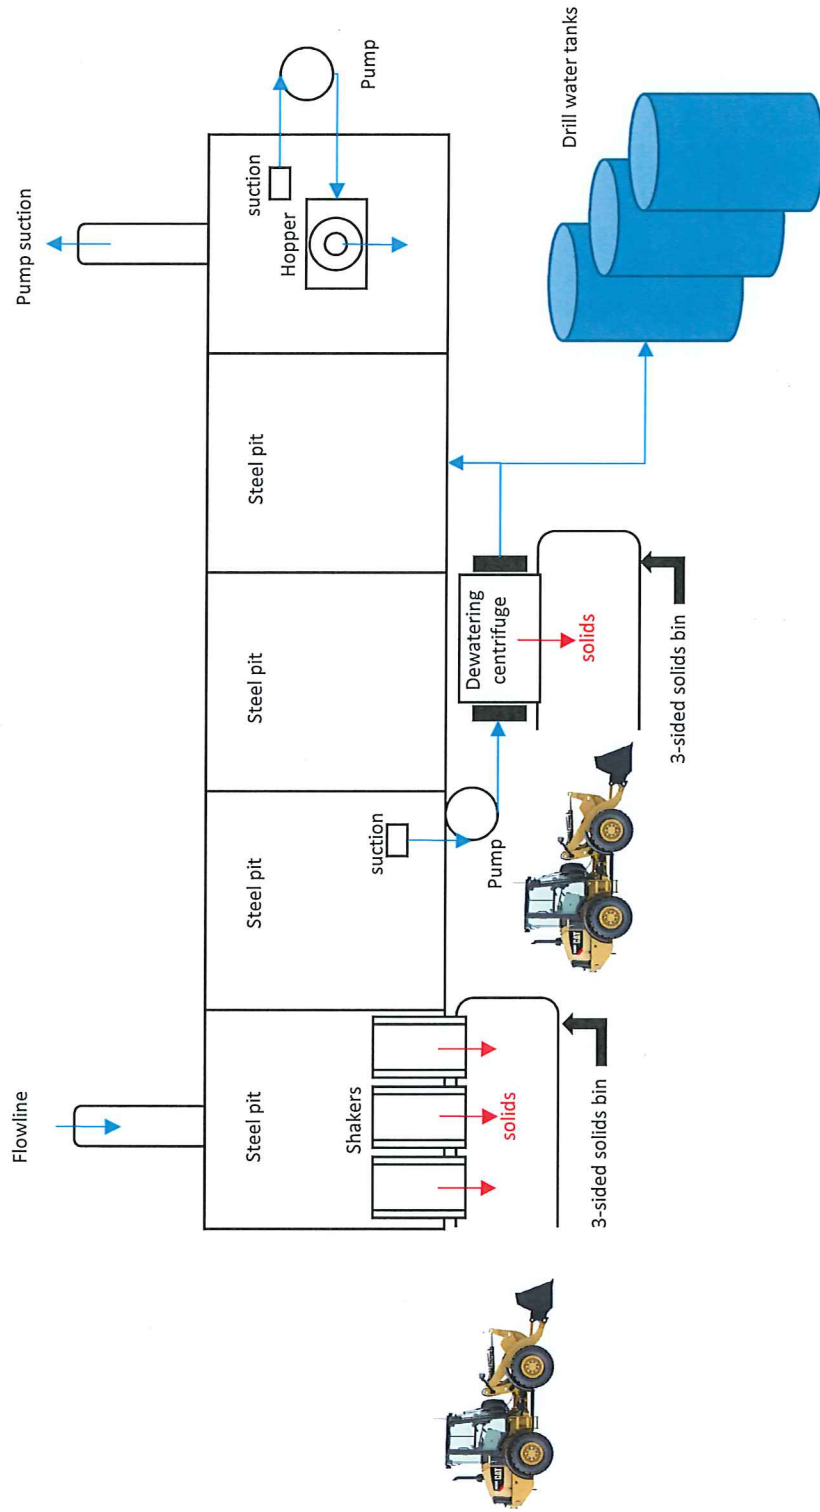 Flowline
Pump suction
Steel pit
Steel pit
Steel pit
Steel pit
suction
Pump
Hopper
Shakers
solids
suction
Pump
Dewatering
centrifuge
solids
3-sided solids bin
3-sided solids bin
Drill water tanks
CAT
CAT